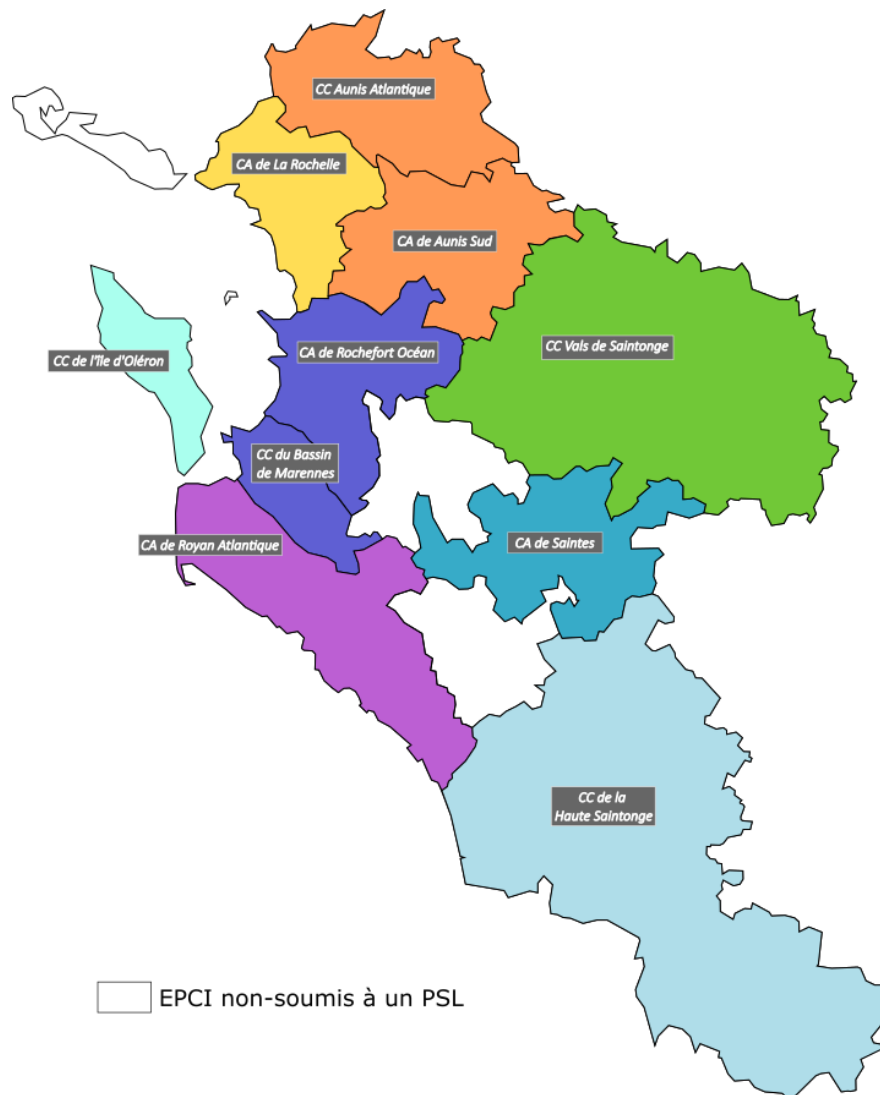 CC Aunis Atlantique
CA de La Rochelle
CA de Aunis Sud
CC Vals de Saintonge
CA de Rochefort Océan
CC de l'île d'Oléron
CC du Bassin
de Marennes
CA de Royan Atlantique
CA de Saintes
CC de la
Haute Saintonge
EPCI non-soumis à un PSL